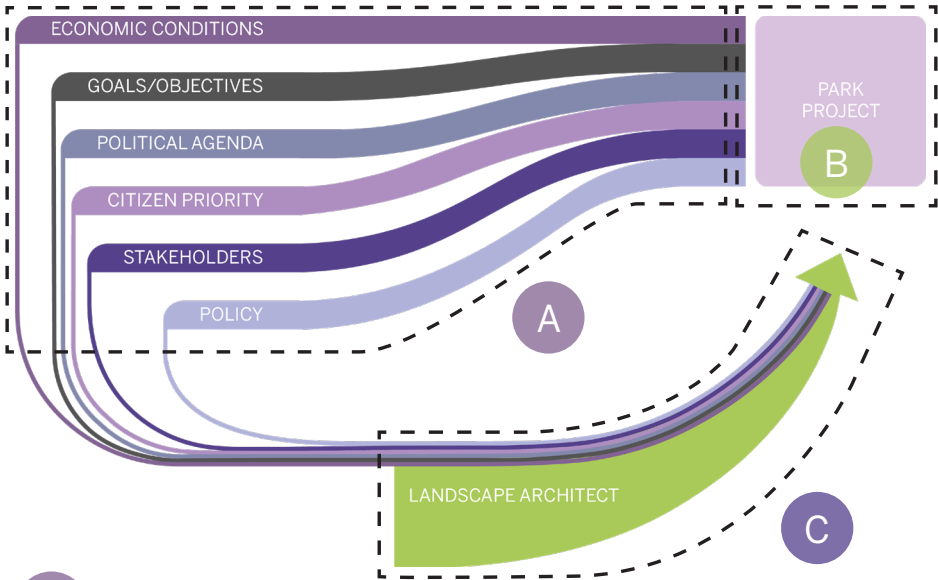 ECONOMIC CONDITIONS
GOALS/OBJECTIVES
POLITICAL AGENDA
CITIZEN PRIORITY
STAKEHOLDERS
POLICY
PARK
PROJECT
B
A
LANDSCAPE ARCHITECT
C